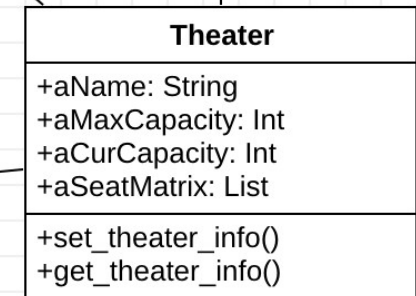 Theater
+aName: String
+aMaxCapacity: Int
+aCurCapacity: Int
+aSeatMatrix: List
+set_theater_info()
+get_theater_info()